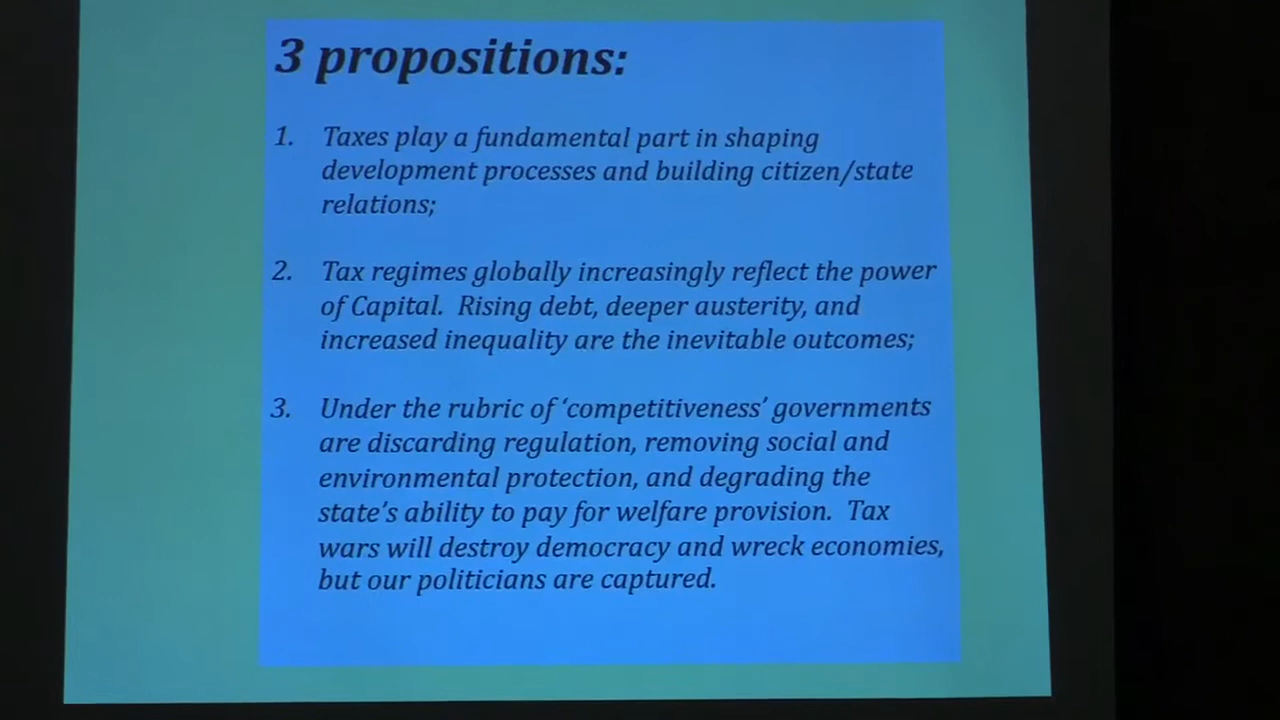 3 propositions:
1. Taxes play a fundamental part in shaping
development processes and building citizen/state
relations;
2. Tax regimes globally increasingly reflect the power
of Capital. Rising debt, deeper austerity, and
increased inequality are the inevitable outcomes;
3. Under the rubric of ‘competitiveness’ governments
are discarding regulation, removing social and
environmental protection, and degrading the
state’s ability to pay for welfare provision. Tax
wars will destroy democracy and wreck economies,
but our politicians are captured.